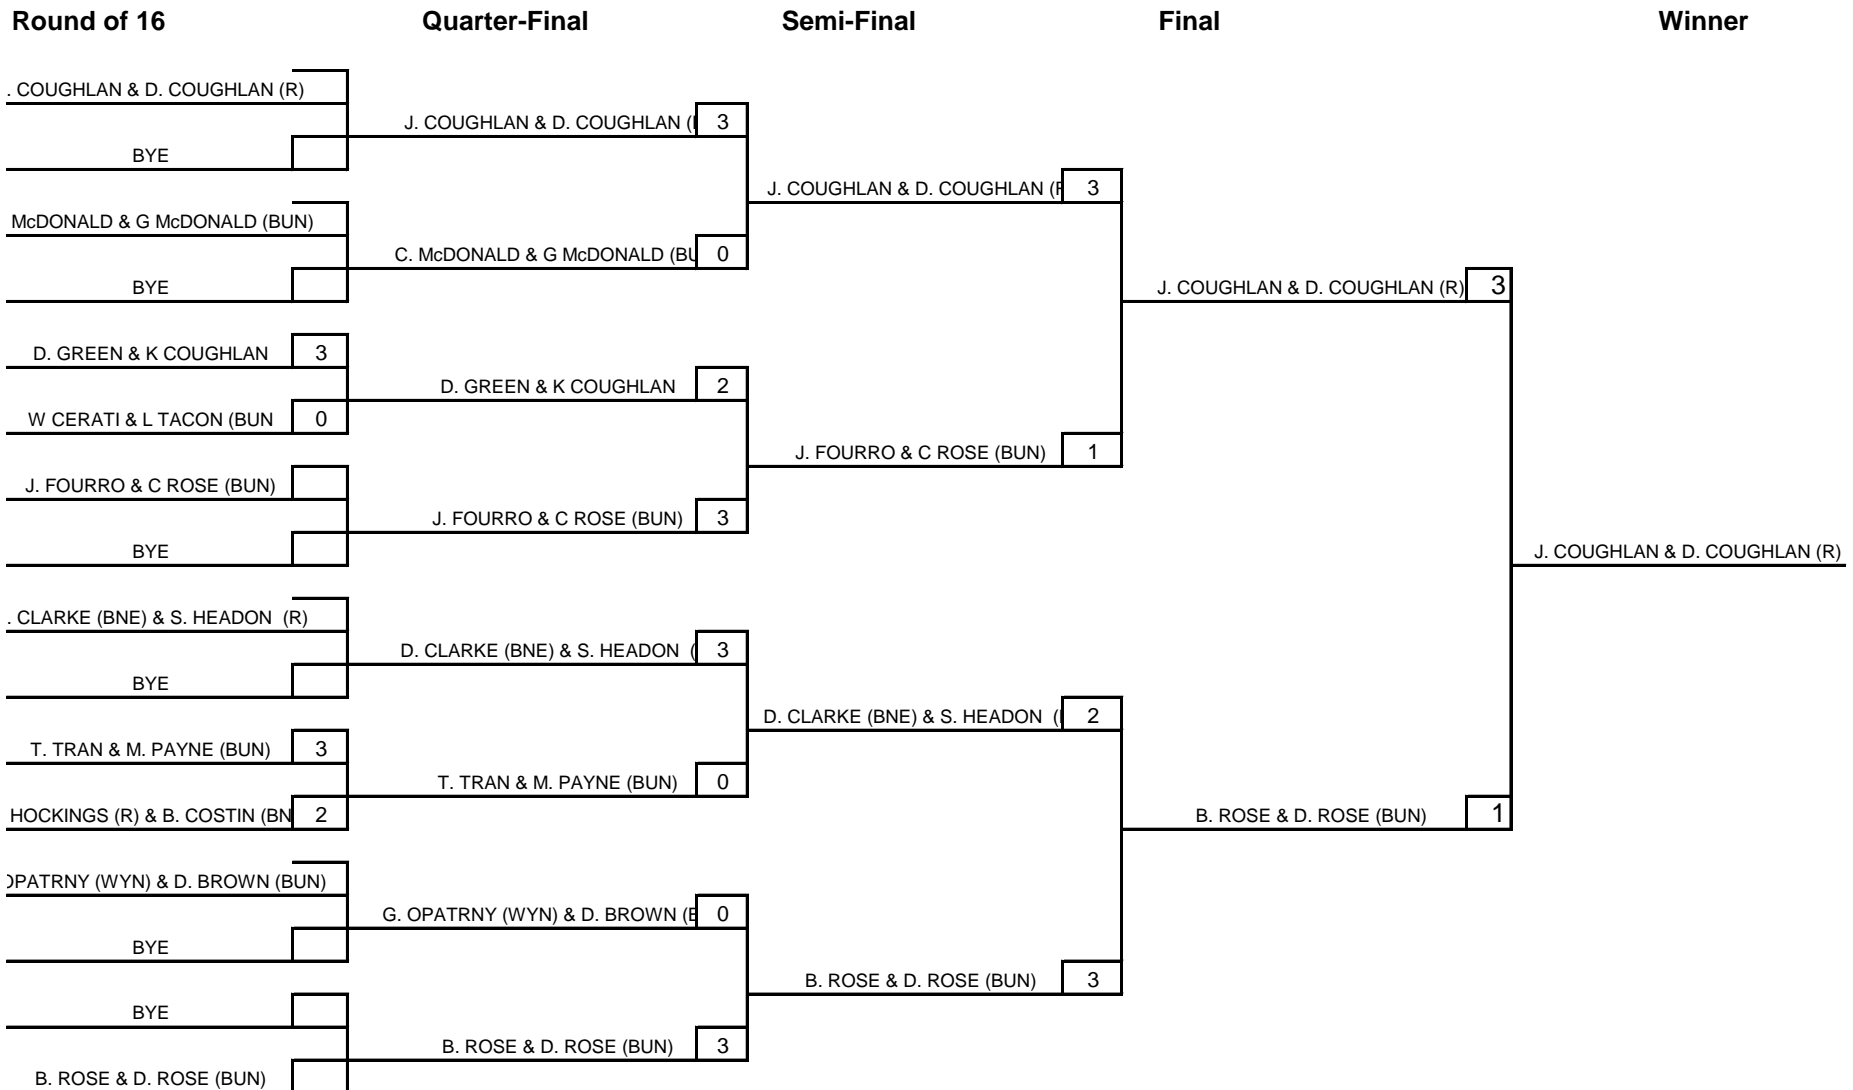 Round of 16 Quarter-Final Semi-Final Final Winner
. COUGHLAN & D. COUGHLAN (R)
J. COUGHLAN & D. COUGHLAN ( 3
BYE
J. COUGHLAN & D. COUGHLAN ( 3
McDONALD & G McDONALD (BUN)
C. McDONALD & G McDONALD (BU 0
BYE
J. COUGHLAN & D. COUGHLAN (R) 3
D. GREEN & K COUGHLAN 3
D. GREEN & K COUGHLAN 2
W CERATI & L TACON (BUN 0
J. FOURRO & C ROSE (BUN) 1
J. FOURRO & C ROSE (BUN)
J. FOURRO & C ROSE (BUN) 3
BYE
J. COUGHLAN & D. COUGHLAN (R)
. CLARKE (BNE) & S. HEADON (R)
D. CLARKE (BNE) & S. HEADON ( 3
BYE
D. CLARKE (BNE) & S. HEADON ( 2
T. TRAN & M. PAYNE (BUN) 3
T. TRAN & M. PAYNE (BUN) 0
HOCKINGS (R) & B. COSTIN (BN 2
B. ROSE & D. ROSE (BUN) 1
OPATRNY (WYN) & D. BROWN (BUN)
G. OPATRNY (WYN) & D. BROWN ( 0
BYE
B. ROSE & D. ROSE (BUN) 3
BYE
B. ROSE & D. ROSE (BUN) 3
B. ROSE & D. ROSE (BUN)